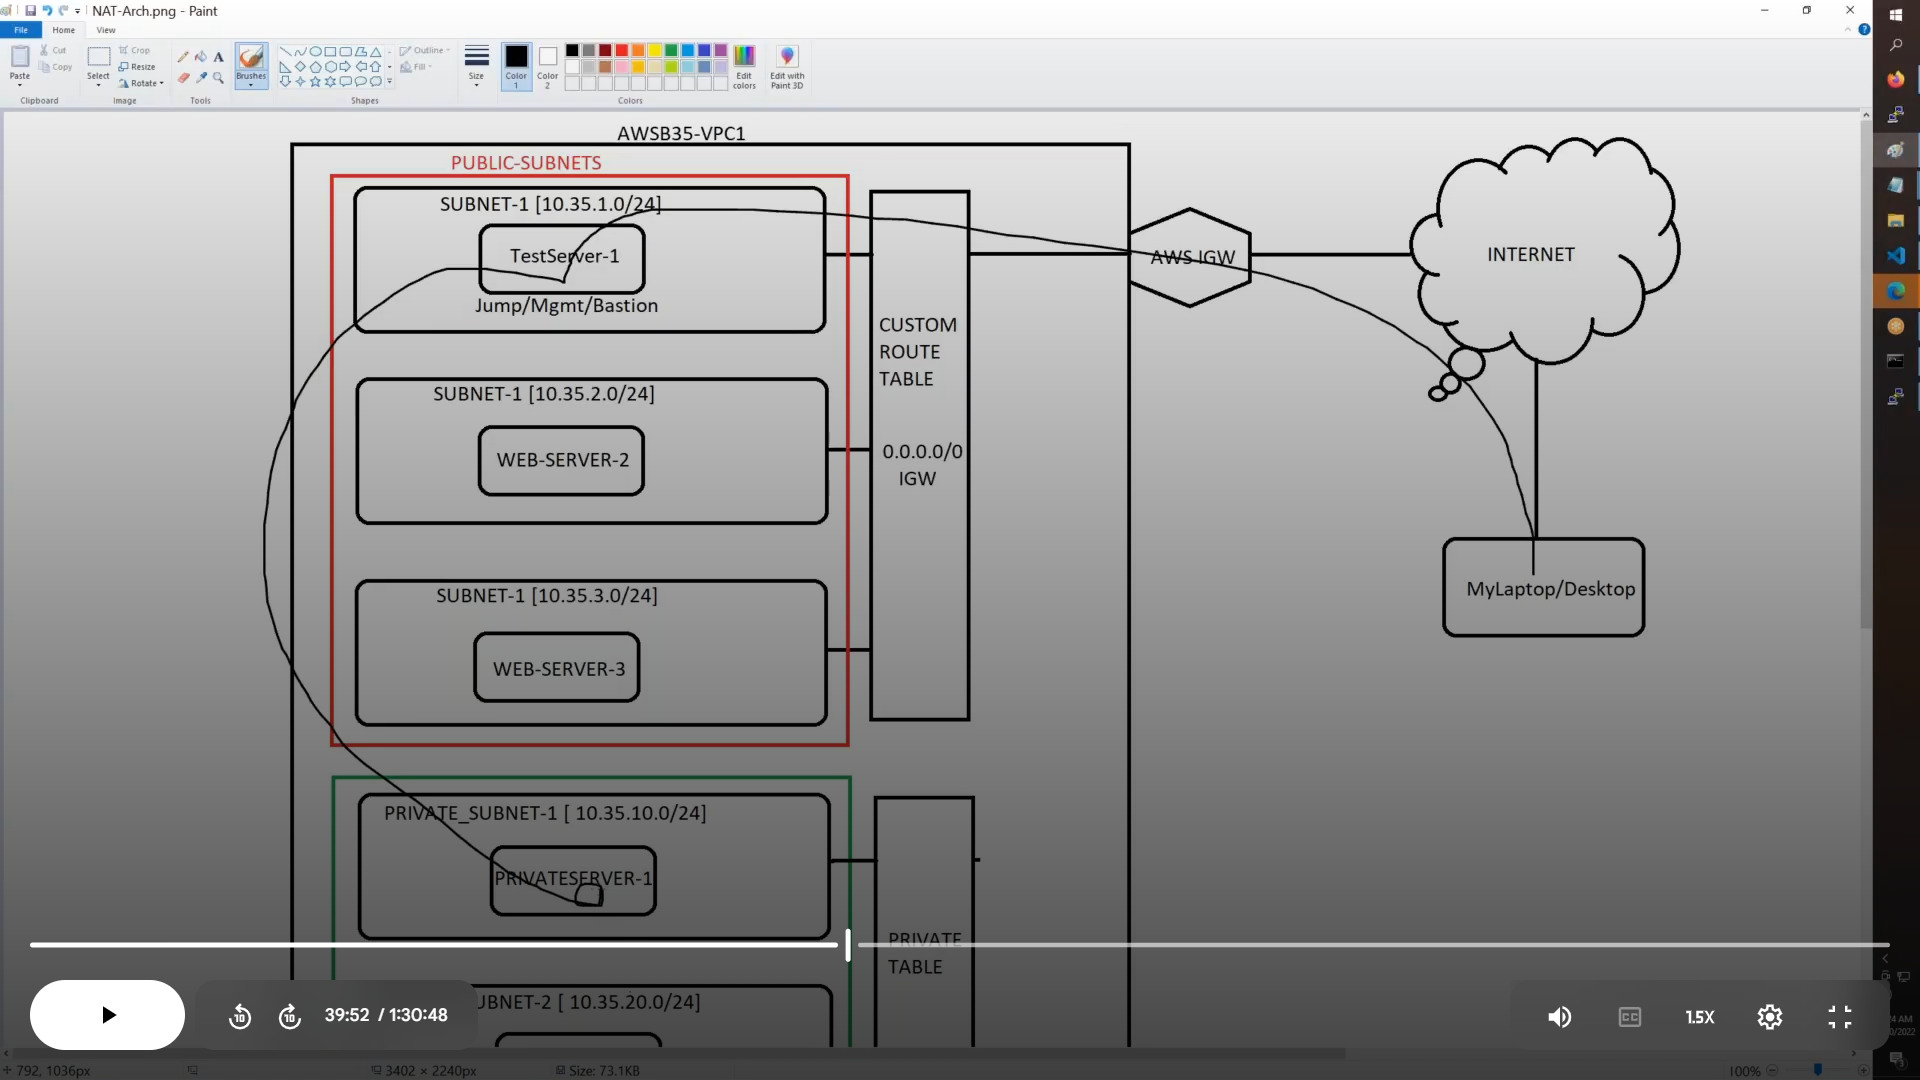 NAT-Arch.png - Paint
File Home View
Paste
Cut
Copy
Clipboard
Select
Crop
Resize
Rotate
Image
A
Tools
Brushes
Shapes
Outline
Fill
Size
Color 1
Color 2
Edit colors
Edit with Paint 3D
Colors
AWSB35-VPC1
PUBLIC-SUBNETS
SUBNET-1 [10.35.1.0/24]
TestServer-1
Jump/Mgmt/Bastion
AWS IGW
INTERNET
CUSTOM
ROUTE
TABLE
SUBNET-1 [10.35.2.0/24]
WEB-SERVER-2
0.0.0.0/0
IGW
SUBNET-1 [10.35.3.0/24]
WEB-SERVER-3
MyLaptop/Desktop
PRIVATE_SUBNET-1 [ 10.35.10.0/24]
PRIVATESERVER-1
PRIVATE
TABLE
UBNET-2 [ 10.35.20.0/24]
10 10 39:52 / 1:30:48
CC 1.5X
792, 1036px
3402 × 2240px
Size: 73.1KB
100%